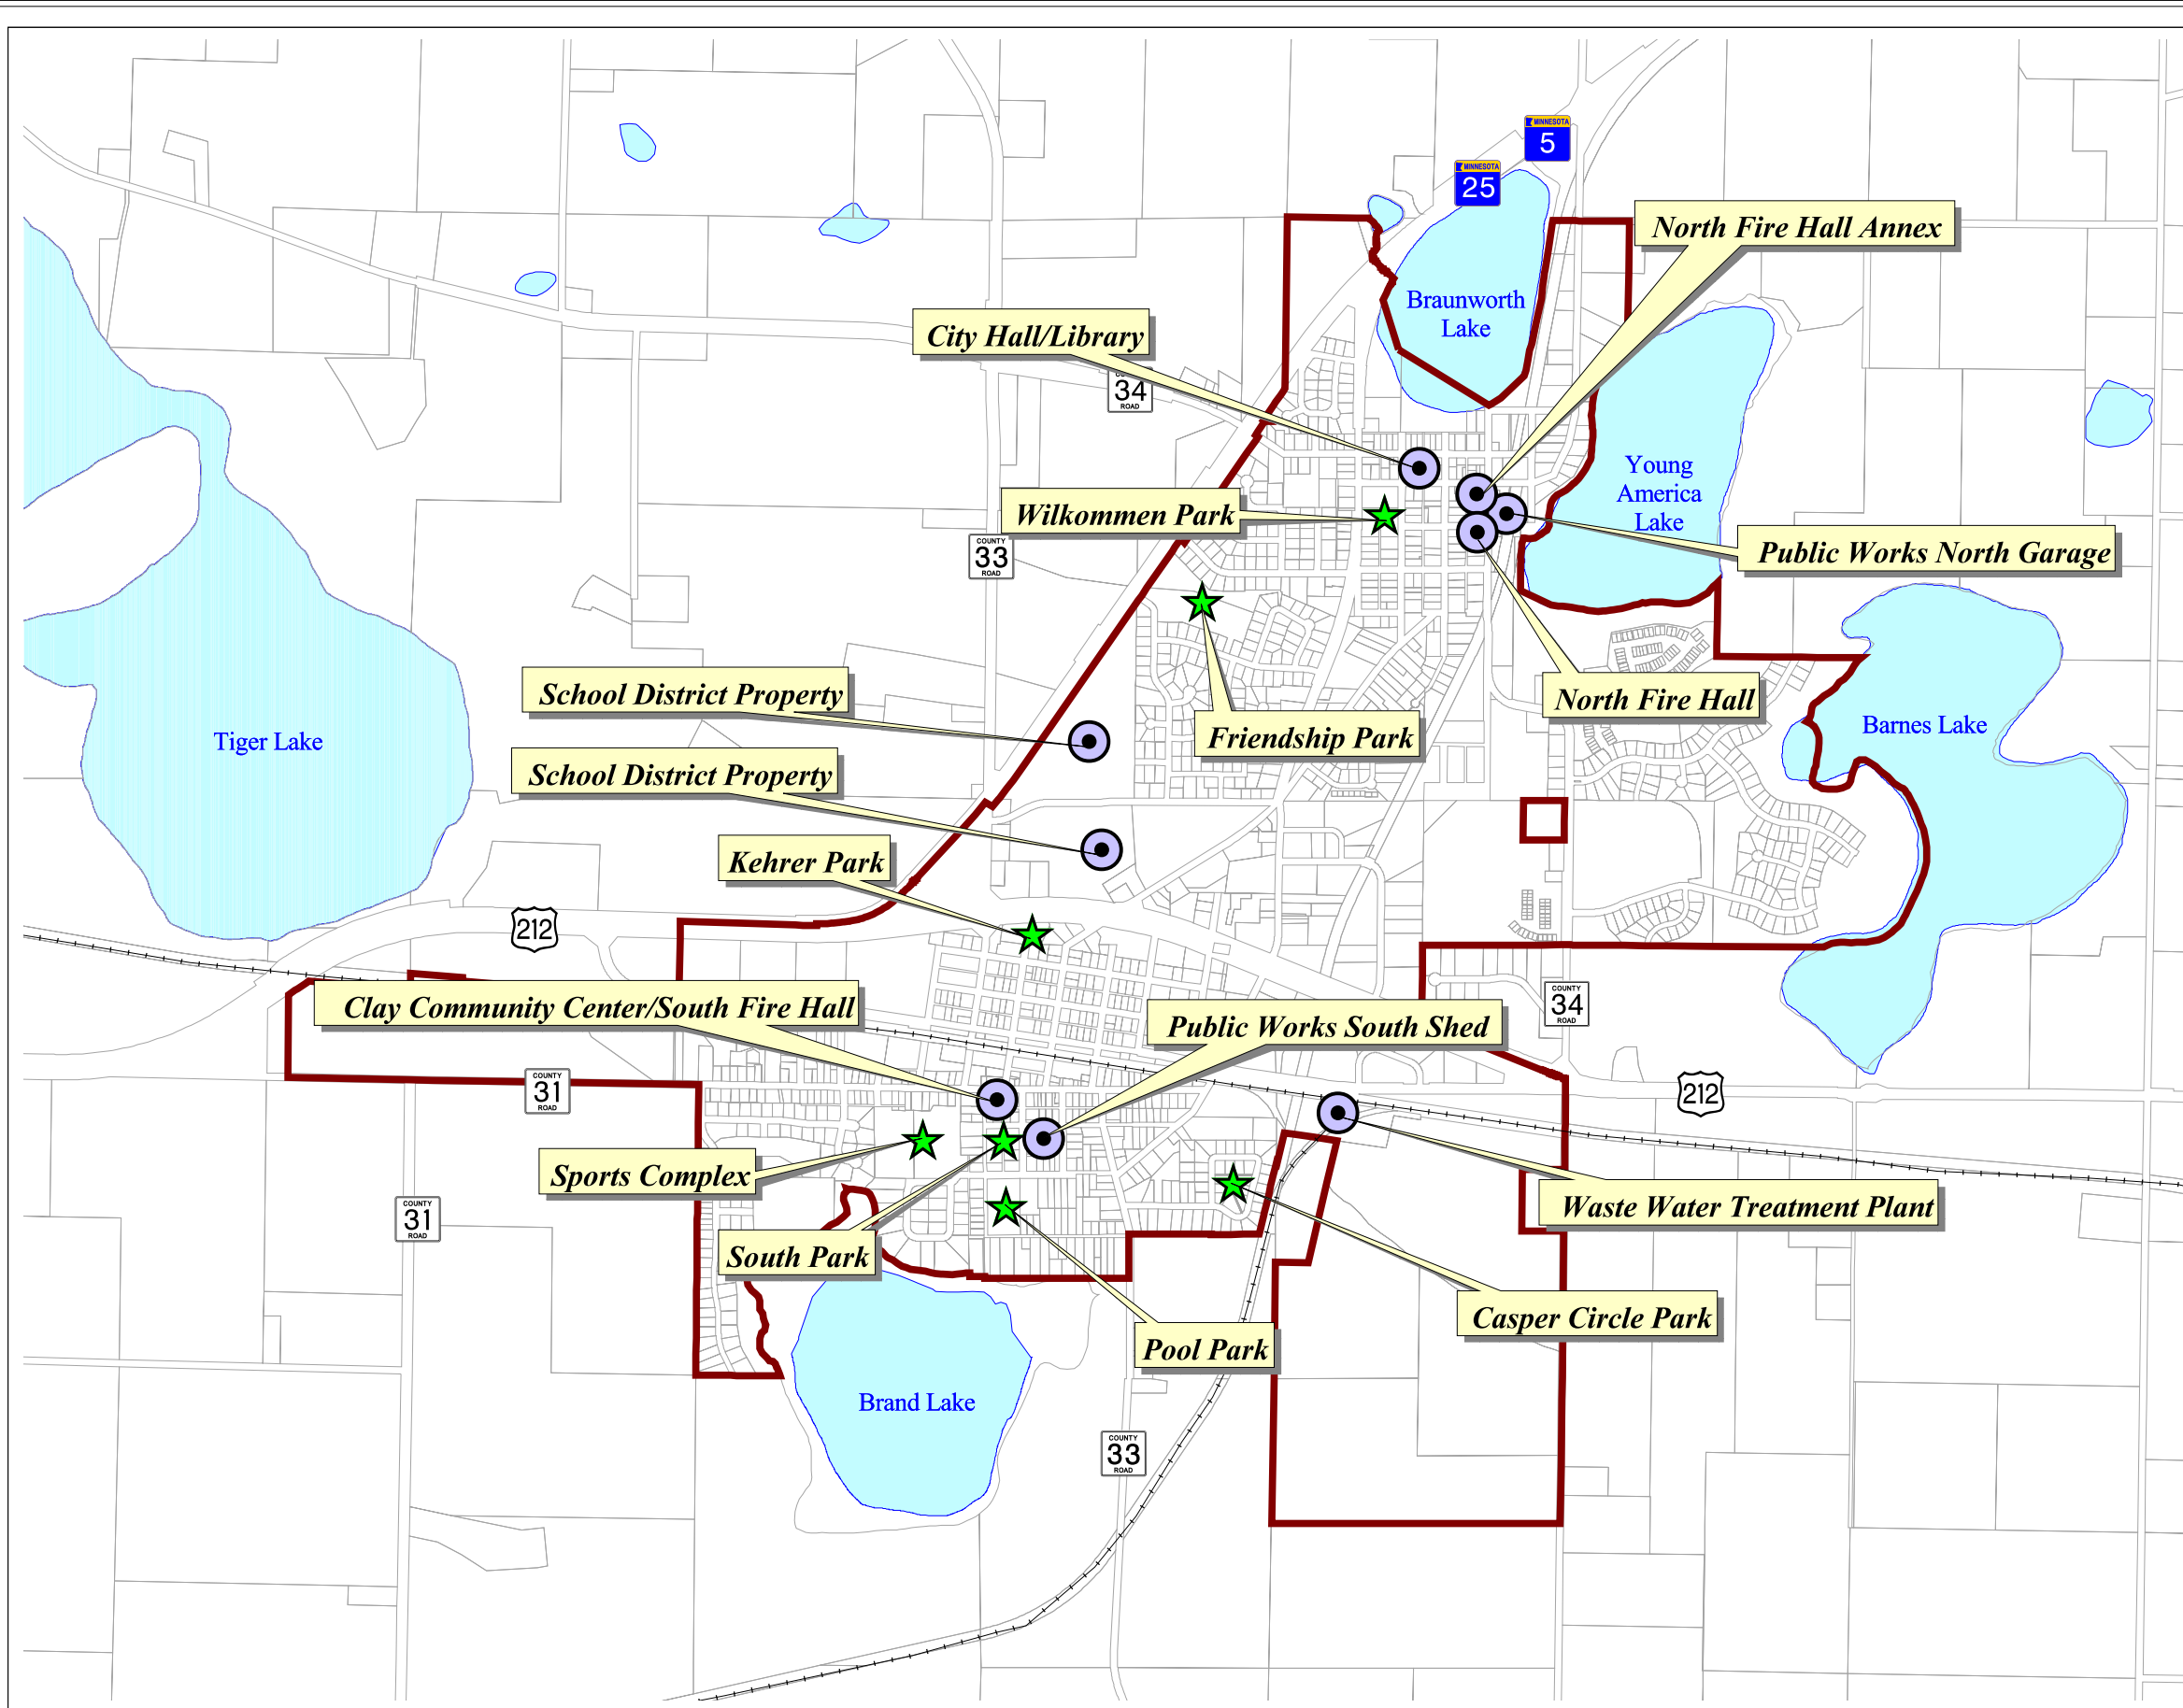 MINNESOTA
5
MINNESOTA
25
North Fire Hall Annex
Braunworth
Lake
City Hall/Library
34
ROAD
Young
America
Lake
Wilkommen Park
COUNTY
33
ROAD
Public Works North Garage
School District Property
North Fire Hall
Friendship Park
Barnes Lake
Tiger Lake
School District Property
Kehrer Park
212
Clay Community Center/South Fire Hall
COUNTY
34
ROAD
Public Works South Shed
COUNTY
31
ROAD
212
Sports Complex
COUNTY
31
ROAD
Waste Water Treatment Plant
South Park
Casper Circle Park
Pool Park
Brand Lake
COUNTY
33
ROAD